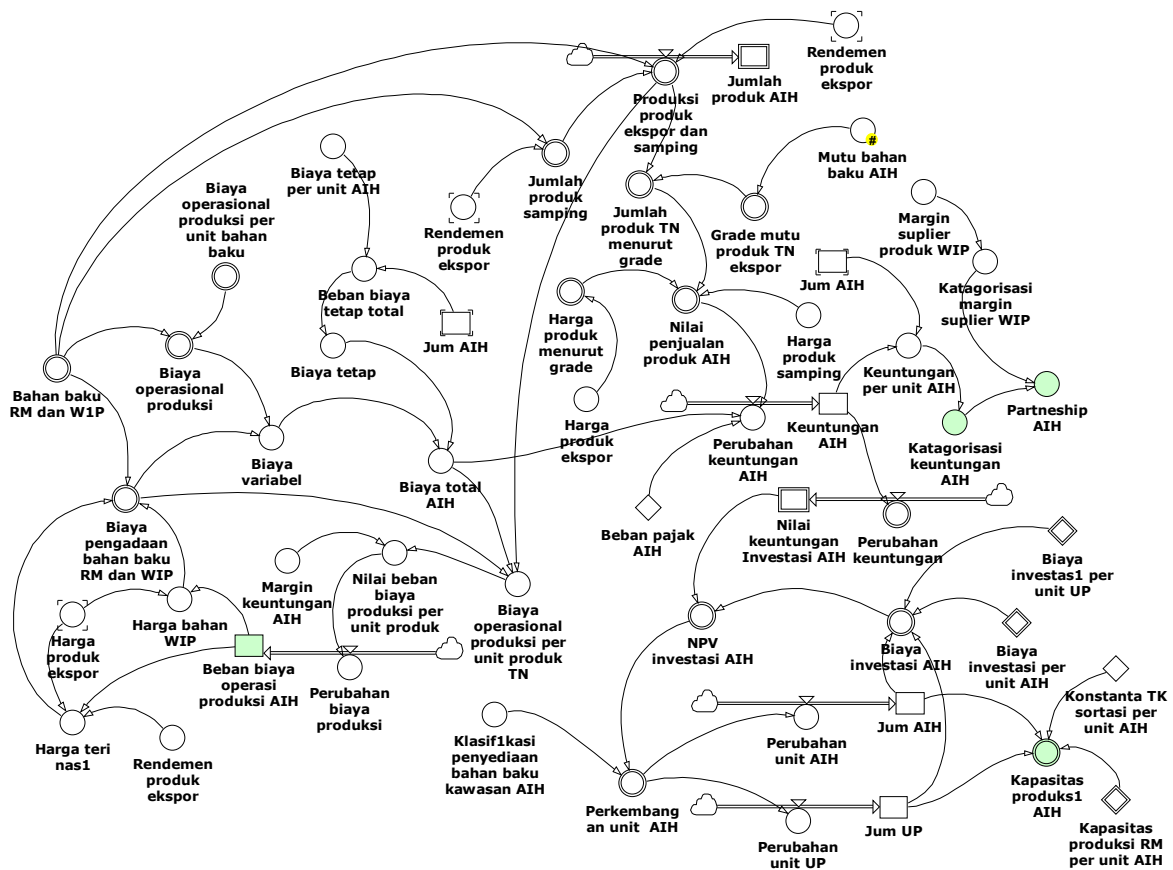 Rendemen
produk
ekspor
Jumlah
produk AIH
Produksi
produk
ekspor dan
samping
#
Mutu bahan
baku AIH
Biaya tetap
per unit AIH
Biaya
operasional
produksi per
unit bahan
baku
Jumlah
produk
samping
Rendemen
produk
ekspor
Jumlah
produk TN
menurut
grade
Grade mutu
produk TN
ekspor
Margin
suplier
produk WIP
Jum AIH
Katagorisasi
margin
suplier WIP
Beban biaya
tetap total
Jum AIH
Harga
produk
menurut
grade
Nilai
penjualan
produk AIH
Harga
produk
samping
Keuntungan
per unit AIH
Bahan baku
RM dan W1P
Biaya
operasional
produksi
Biaya tetap
Harga
produk
ekspor
Perubahan
keuntungan
AIH
Keuntungan
AIH
Katagorisasi
keuntungan
AIH
Partneship
AIH
Biaya
variabel
Biaya total
AIH
Biaya
pengadaan
bahan baku
RM dan WIP
Beban pajak
AIH
Nilai
keuntungan
Investasi AIH
Perubahan
keuntungan
Biaya
investas1 per
unit UP
Margin
keuntungan
AIH
Nilai beban
biaya
produksi per
unit produk
Biaya
operasional
produksi per
unit produk
TN
Harga bahan
WIP
Harga
produk
ekspor
Beban biaya
operasi
produksi AIH
Perubahan
biaya
produksi
NPV
investasi AIH
Biaya
investasi AIH
Biaya
investasi per
unit AIH
Konstanta TK
sortasi per
unit AIH
Harga teri
nas1
Rendemen
produk
ekspor
Klasif1kasi
penyediaan
bahan baku
kawasan AIH
Perubahan
unit AIH
Jum AIH
Kapasitas
produks1
AIH
Perkembang
an unit AIH
Perubahan
unit UP
Jum UP
Kapasitas
produksi RM
per unit AIH